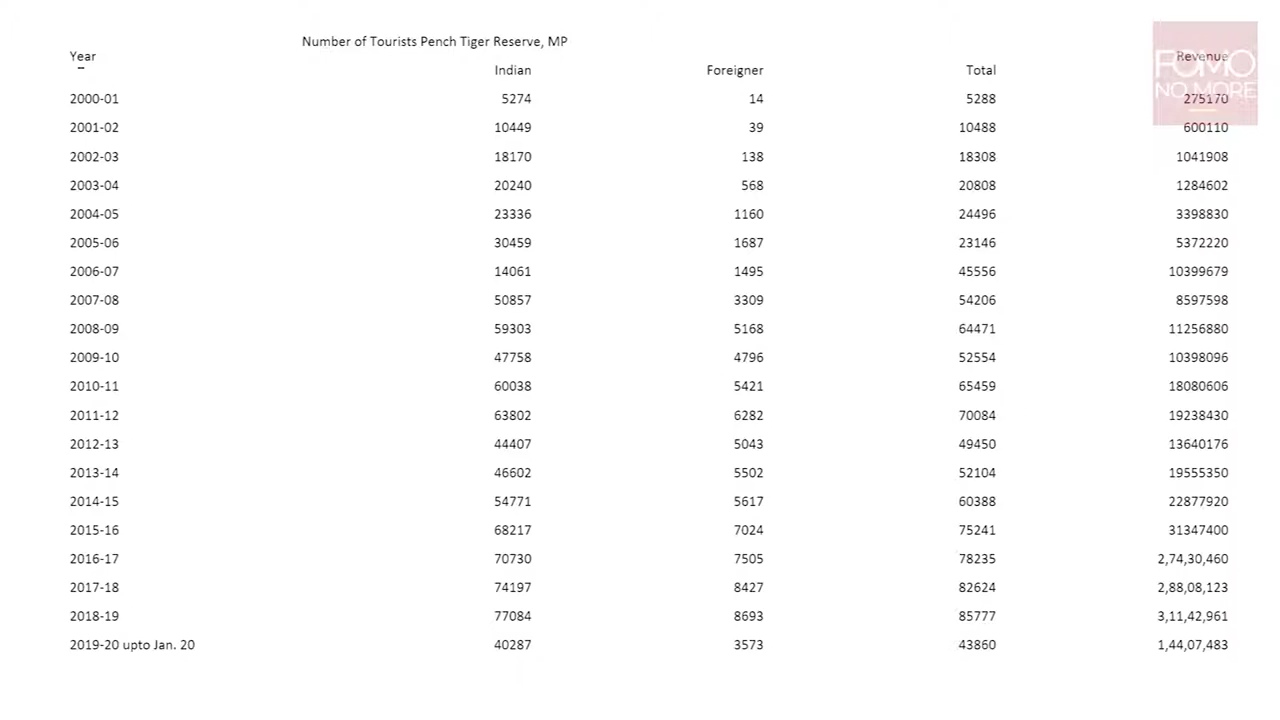 Number of Tourists Pench Tiger Reserve, MP
Year Revenue
Indian Foreigner Total
2000-01 5274 14 5288 275170
2001-02 10449 39 10488 600110
2002-03 18170 138 18308 1041908
2003-04 20240 568 20808 1284602
2004-05 23336 1160 24496 3398830
2005-06 30459 1687 23146 5372220
2006-07 14061 1495 45556 10399679
2007-08 50857 3309 54206 8597598
2008-09 59303 5168 64471 11256880
2009-10 47758 4796 52554 10398096
2010-11 60038 5421 65459 18080606
2011-12 63802 6282 70084 19238430
2012-13 44407 5043 49450 13640176
2013-14 46602 5502 52104 19555350
2014-15 54771 5617 60388 22877920
2015-16 68217 7024 75241 31347400
2016-17 70730 7505 78235 2,74,30,460
2017-18 74197 8427 82624 2,88,08,123
2018-19 77084 8693 85777 3,11,42,961
2019-20 upto Jan. 20 40287 3573 43860 1,44,07,483
FOMO
NO MORE